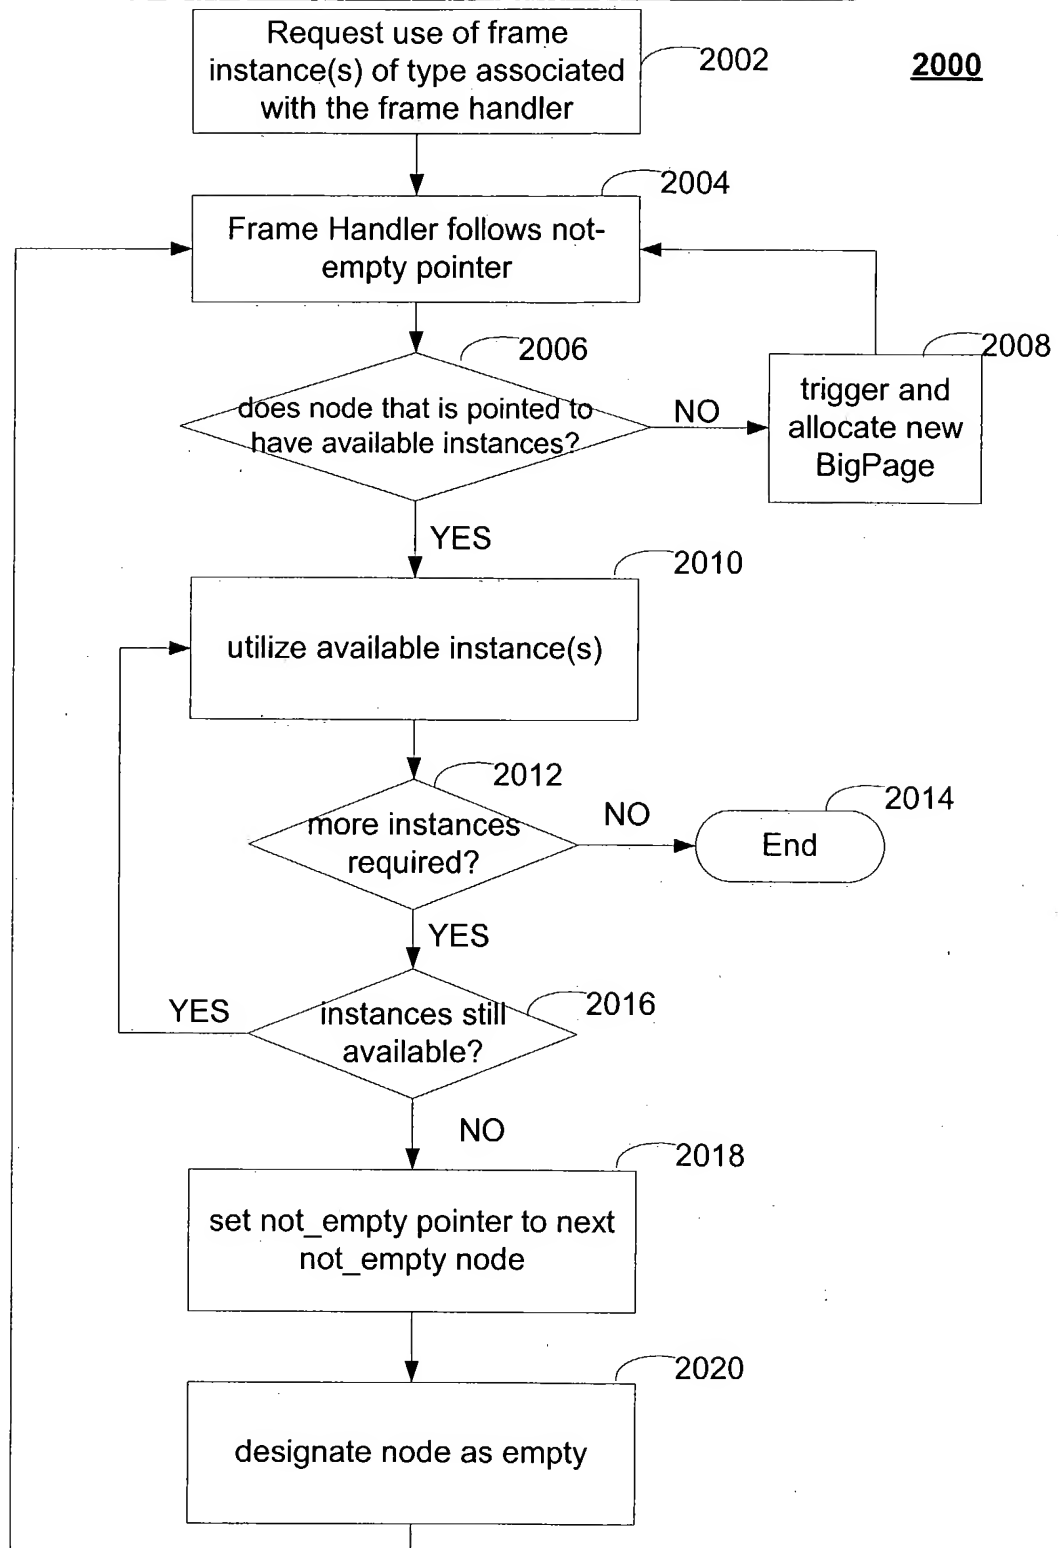 Request use of frame
instance(s) of type associated
with the frame handler
2002
2000
2004
Frame Handler follows not-
empty pointer
2006
2008
does node that is pointed to
have available instances?
NO
trigger and
allocate new
BigPage
YES
2010
utilize available instance(s)
2012
more instances
required?
NO
2014
End
YES
YES
2016
instances still
available?
NO
2018
set not_empty pointer to next
not_empty node
2020
designate node as empty